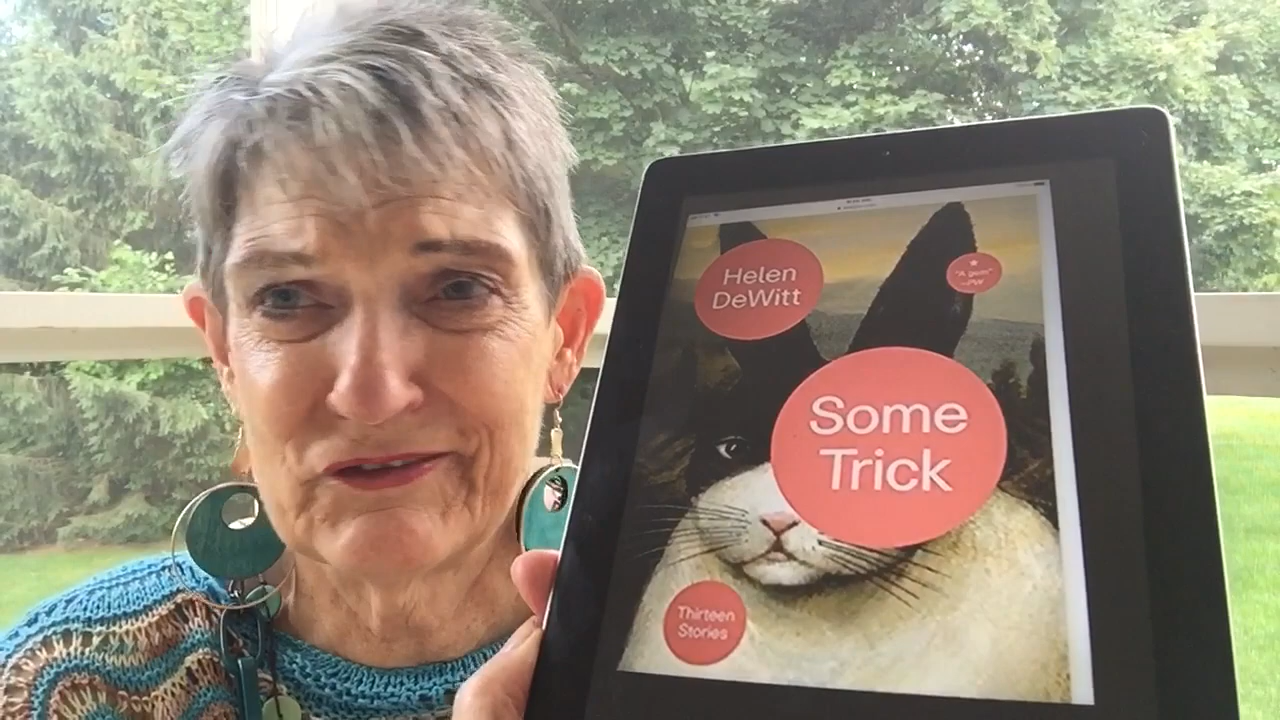 Helen
DeWitt
"A gem"
—PW
Some
Trick
Thirteen
Stories